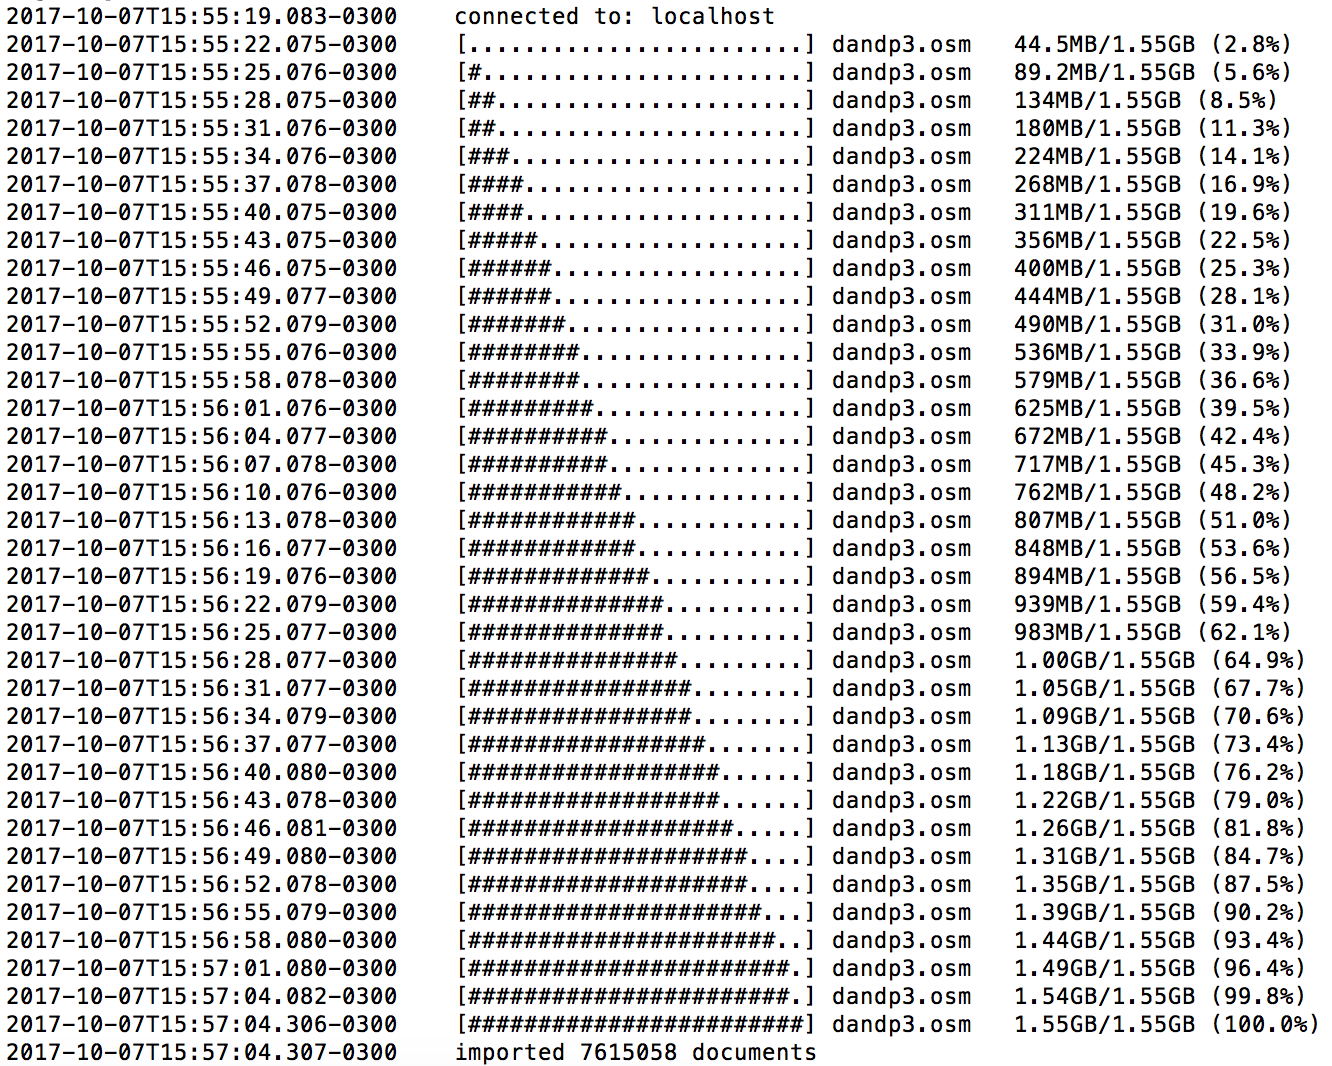 2017-10-07T15:55:19.083-0300 connected to: localhost
2017-10-07T15:55:22.075-0300 [........................] dandp3.osm 44.5MB/1.55GB (2.8%)
2017-10-07T15:55:25.076-0300 [#.......................] dandp3.osm 89.2MB/1.55GB (5.6%)
2017-10-07T15:55:28.075-0300 [##......................] dandp3.osm 134MB/1.55GB (8.5%)
2017-10-07T15:55:31.076-0300 [##......................] dandp3.osm 180MB/1.55GB (11.3%)
2017-10-07T15:55:34.076-0300 [###.....................] dandp3.osm 224MB/1.55GB (14.1%)
2017-10-07T15:55:37.078-0300 [####....................] dandp3.osm 268MB/1.55GB (16.9%)
2017-10-07T15:55:40.075-0300 [####....................] dandp3.osm 311MB/1.55GB (19.6%)
2017-10-07T15:55:43.075-0300 [#####...................] dandp3.osm 356MB/1.55GB (22.5%)
2017-10-07T15:55:46.075-0300 [######..................] dandp3.osm 400MB/1.55GB (25.3%)
2017-10-07T15:55:49.077-0300 [######..................] dandp3.osm 444MB/1.55GB (28.1%)
2017-10-07T15:55:52.079-0300 [#######.................] dandp3.osm 490MB/1.55GB (31.0%)
2017-10-07T15:55:55.076-0300 [########................] dandp3.osm 536MB/1.55GB (33.9%)
2017-10-07T15:55:58.078-0300 [########................] dandp3.osm 579MB/1.55GB (36.6%)
2017-10-07T15:56:01.076-0300 [#########...............] dandp3.osm 625MB/1.55GB (39.5%)
2017-10-07T15:56:04.077-0300 [##########..............] dandp3.osm 672MB/1.55GB (42.4%)
2017-10-07T15:56:07.078-0300 [##########..............] dandp3.osm 717MB/1.55GB (45.3%)
2017-10-07T15:56:10.076-0300 [###########.............] dandp3.osm 762MB/1.55GB (48.2%)
2017-10-07T15:56:13.078-0300 [############............] dandp3.osm 807MB/1.55GB (51.0%)
2017-10-07T15:56:16.077-0300 [############............] dandp3.osm 848MB/1.55GB (53.6%)
2017-10-07T15:56:19.076-0300 [#############...........] dandp3.osm 894MB/1.55GB (56.5%)
2017-10-07T15:56:22.079-0300 [##############..........] dandp3.osm 939MB/1.55GB (59.4%)
2017-10-07T15:56:25.077-0300 [##############..........] dandp3.osm 983MB/1.55GB (62.1%)
2017-10-07T15:56:28.077-0300 [###############.........] dandp3.osm 1.00GB/1.55GB (64.9%)
2017-10-07T15:56:31.077-0300 [################........] dandp3.osm 1.05GB/1.55GB (67.7%)
2017-10-07T15:56:34.079-0300 [################........] dandp3.osm 1.09GB/1.55GB (70.6%)
2017-10-07T15:56:37.077-0300 [#################.......] dandp3.osm 1.13GB/1.55GB (73.4%)
2017-10-07T15:56:40.080-0300 [##################......] dandp3.osm 1.18GB/1.55GB (76.2%)
2017-10-07T15:56:43.078-0300 [##################......] dandp3.osm 1.22GB/1.55GB (79.0%)
2017-10-07T15:56:46.081-0300 [###################.....] dandp3.osm 1.26GB/1.55GB (81.8%)
2017-10-07T15:56:49.080-0300 [####################....] dandp3.osm 1.31GB/1.55GB (84.7%)
2017-10-07T15:56:52.078-0300 [####################....] dandp3.osm 1.35GB/1.55GB (87.5%)
2017-10-07T15:56:55.079-0300 [#####################...] dandp3.osm 1.39GB/1.55GB (90.2%)
2017-10-07T15:56:58.080-0300 [######################..] dandp3.osm 1.44GB/1.55GB (93.4%)
2017-10-07T15:57:01.080-0300 [#######################.] dandp3.osm 1.49GB/1.55GB (96.4%)
2017-10-07T15:57:04.082-0300 [#######################.] dandp3.osm 1.54GB/1.55GB (99.8%)
2017-10-07T15:57:04.306-0300 [########################] dandp3.osm 1.55GB/1.55GB (100.0%)
2017-10-07T15:57:04.307-0300 imported 7615058 documents